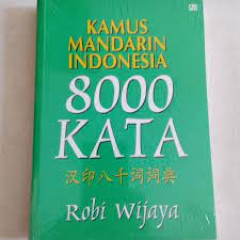 KAMUS
MANDARIN
INDONESIA
8000
KATA
汉印八千词词典
Robi Wijaya